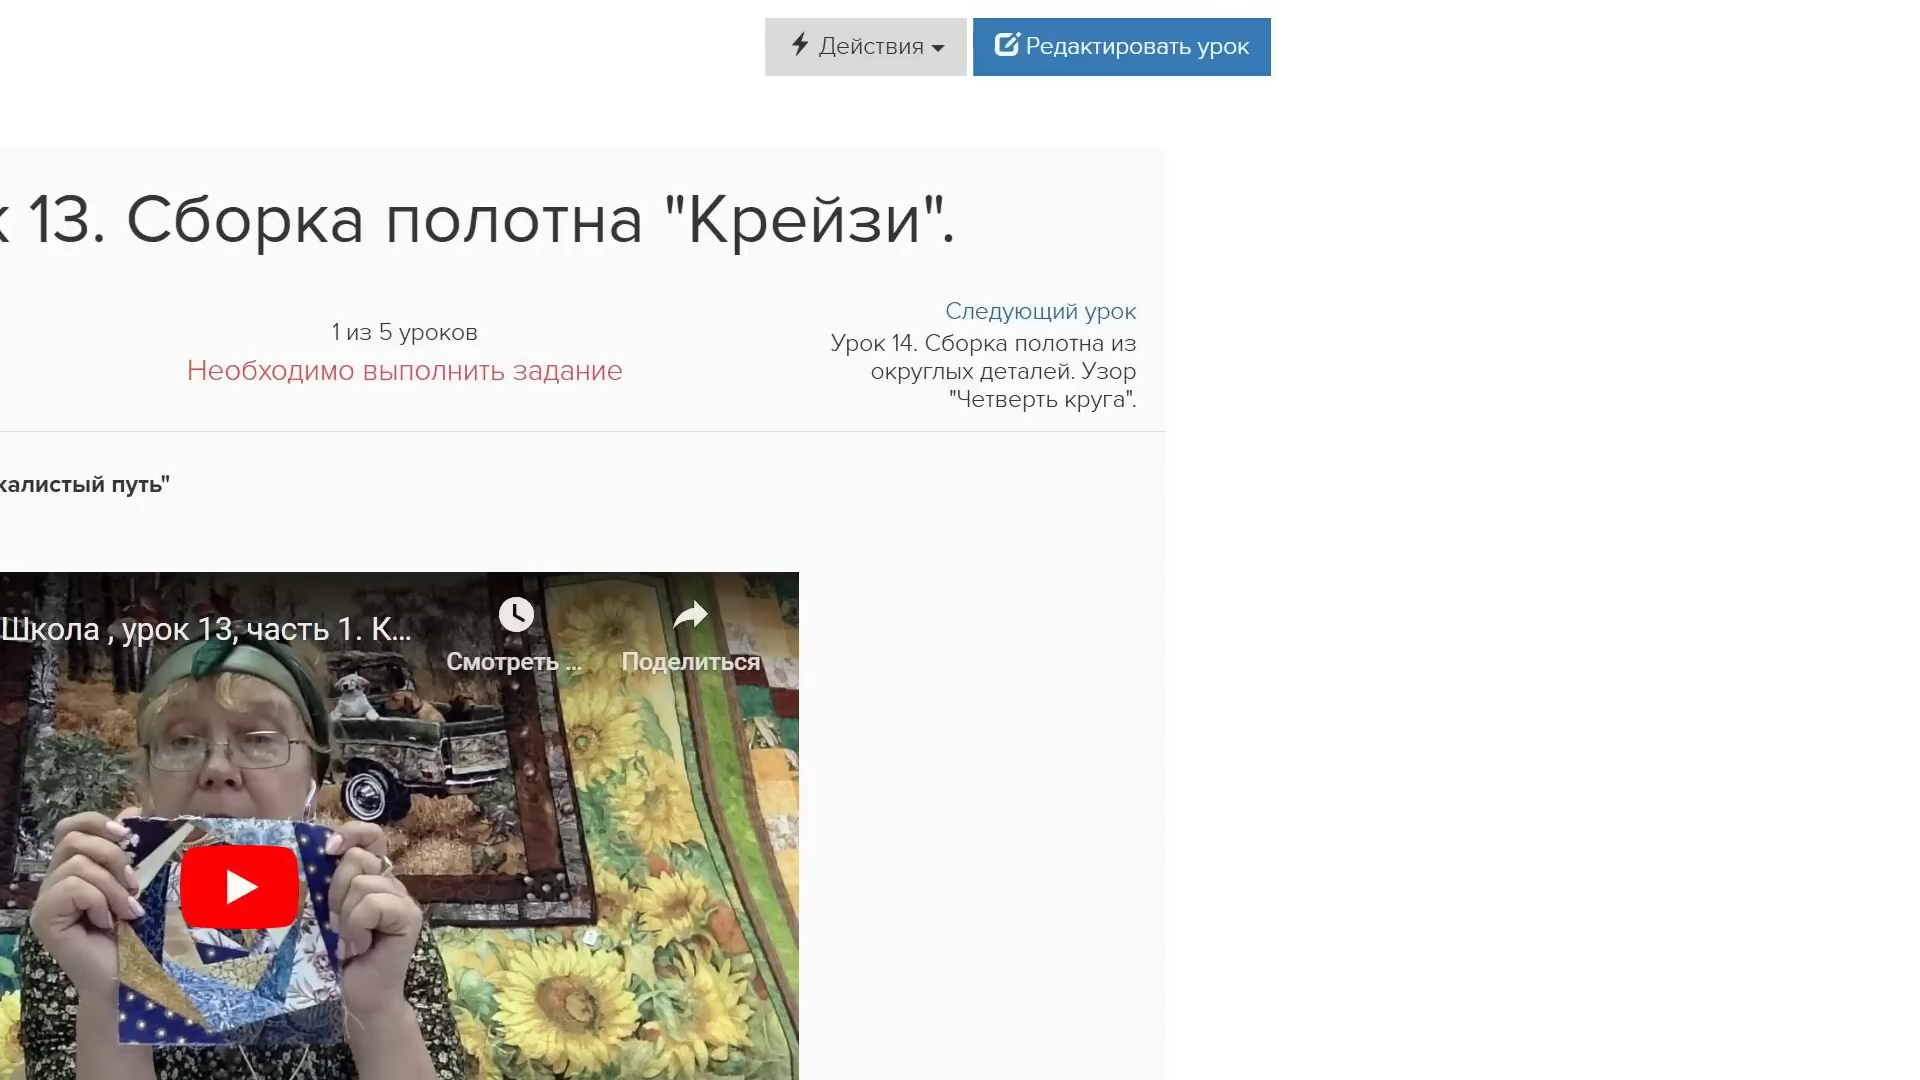 Действия
Редактировать урок
к 13. Сборка полотна "Крейзи".
Следующий урок
1 из 5 уроков
Урок 14. Сборка полотна из
Необходимо выполнить задание
округлых деталей. Узор
"Четверть круга".
калистый путь"
Школа , урок 13, часть 1. К...
Смотреть ...
Поделиться